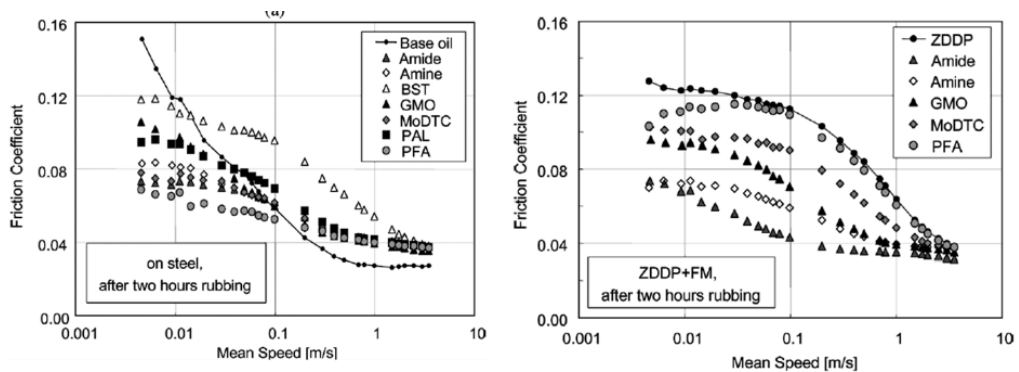 (a)
0.16
0.12
0.08
0.04
0.00
Friction Coefficient
Base oil
Amide
Amine
BST
GMO
MoDTC
PAL
PFA
on steel,
after two hours rubbing
0.001
0.01
0.1
1
10
Mean Speed [m/s]
0.16
0.12
0.08
0.04
0.00
Friction Coefficient
ZDDP
Amide
Amine
GMO
MoDTC
PFA
ZDDP+FM,
after two hours rubbing
0.001
0.01
0.1
1
10
Mean Speed [m/s]